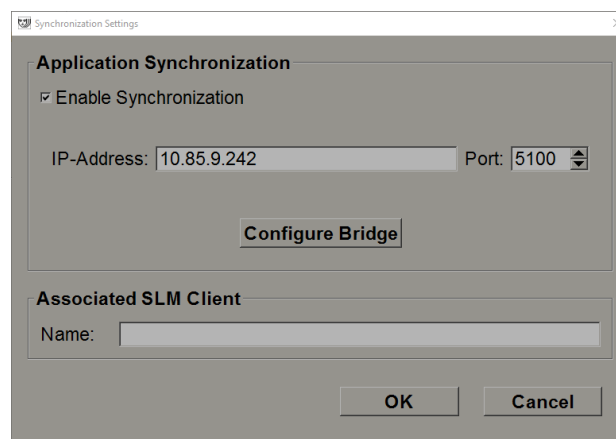 Synchronization Settings
Application Synchronization
Enable Synchronization
IP-Address: 10.85.9.242 Port: 5100
Configure Bridge
Associated SLM Client
Name:
OK Cancel